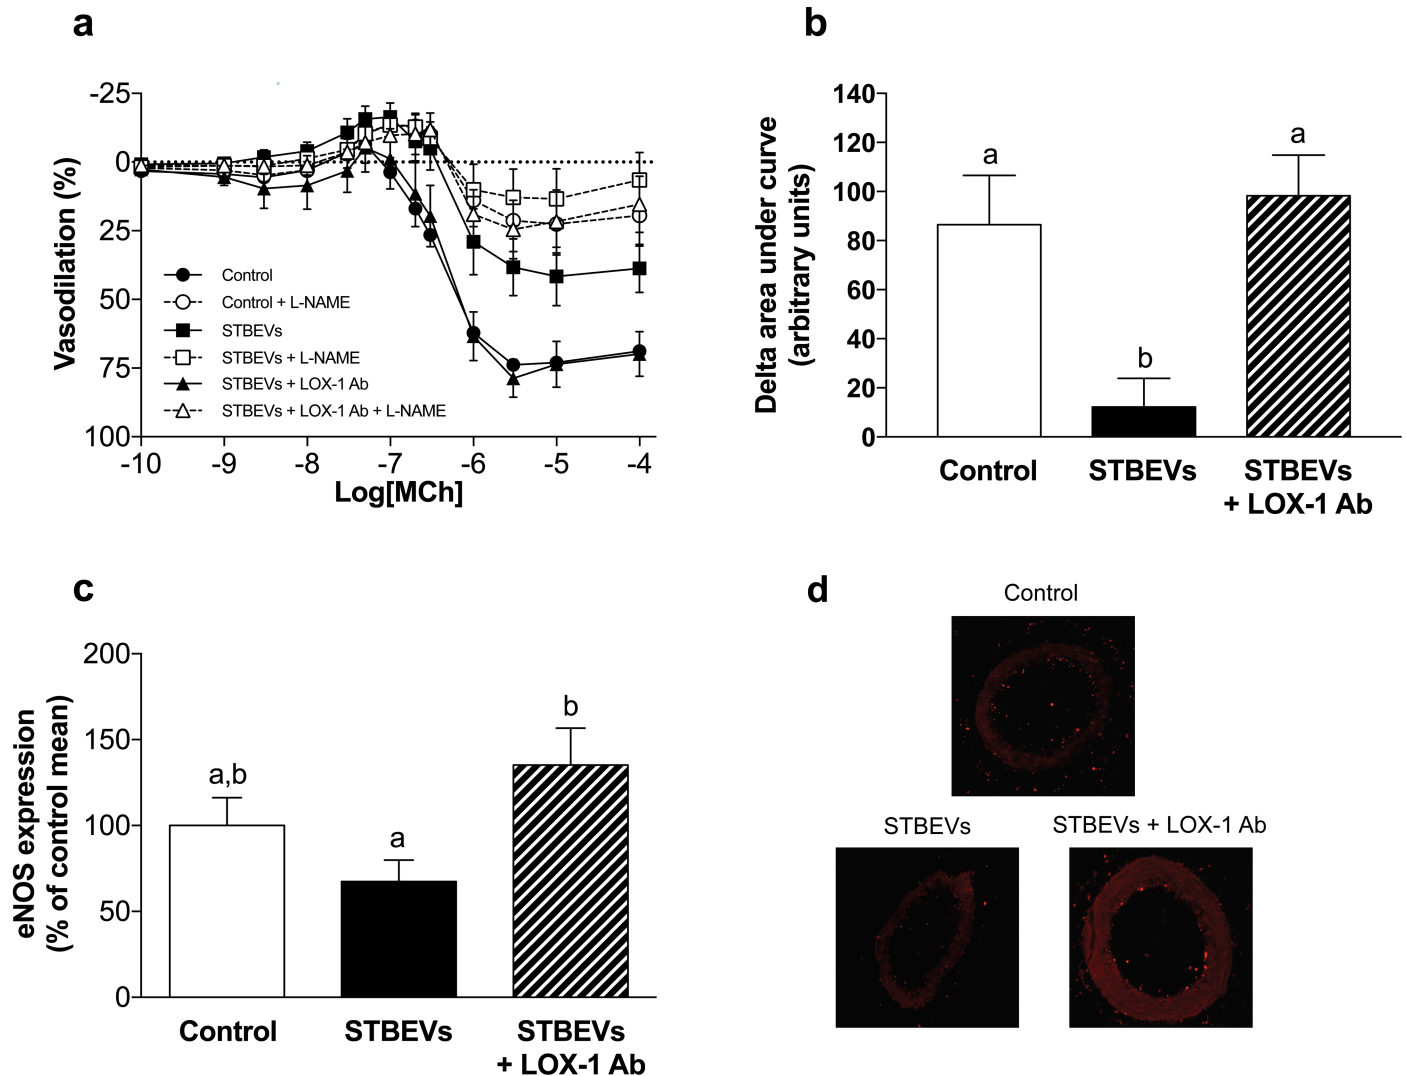 a
-25
0
25
50
75
100
Vasodilation (%)
Control
Control + L-NAME
STBEVs
STBEVs + L-NAME
STBEVs + LOX-1 Ab
STBEVs + LOX-1 Ab + L-NAME
-10 -9 -8 -7 -6 -5 -4
Log[MCh]
b
140
120
100
80
60
40
20
0
Delta area under curve
(arbitrary units)
a
b
a
Control
STBEVs
STBEVs
+ LOX-1 Ab
c
200
150
100
50
0
eNOS expression
(% of control mean)
a,b
a
b
Control
STBEVs
STBEVs
+ LOX-1 Ab
d
Control
STBEVs
STBEVs + LOX-1 Ab